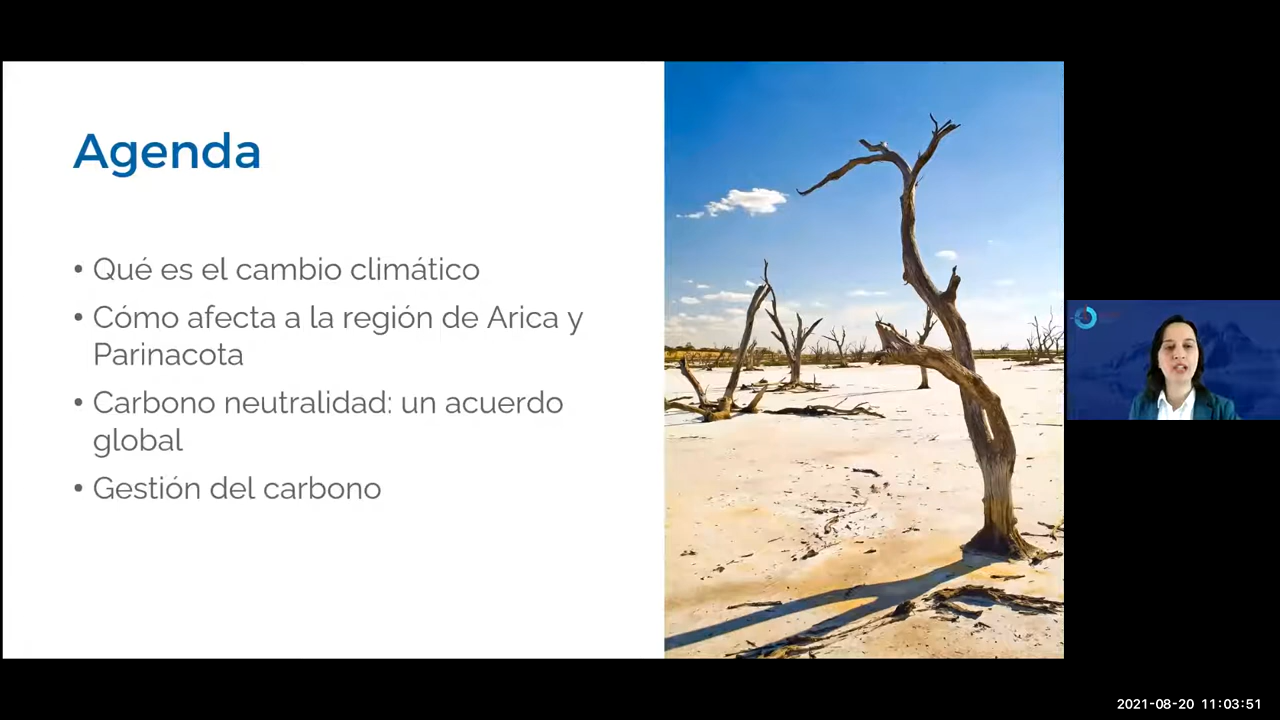 Agenda
• Qué es el cambio climático
• Cómo afecta a la región de Arica y
Parinacota
• Carbono neutralidad: un acuerdo
global
• Gestión del carbono
2021-08-20 11:03:51